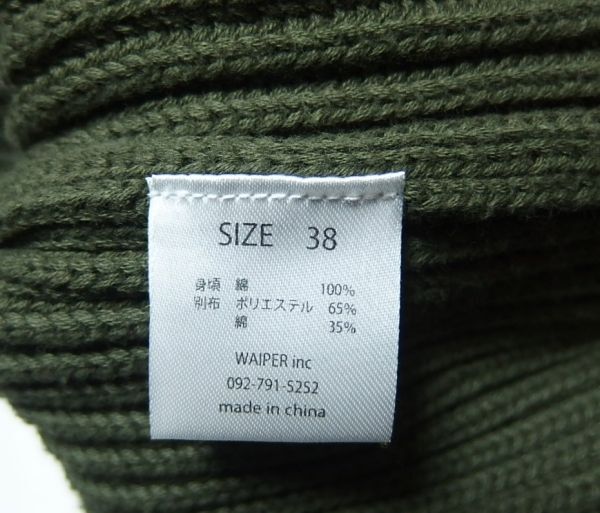 SIZE 38
身頃 綿 100%
別布 ポリエステル 65%
綿 35%
WAIPER inc
092-791-5252
made in china